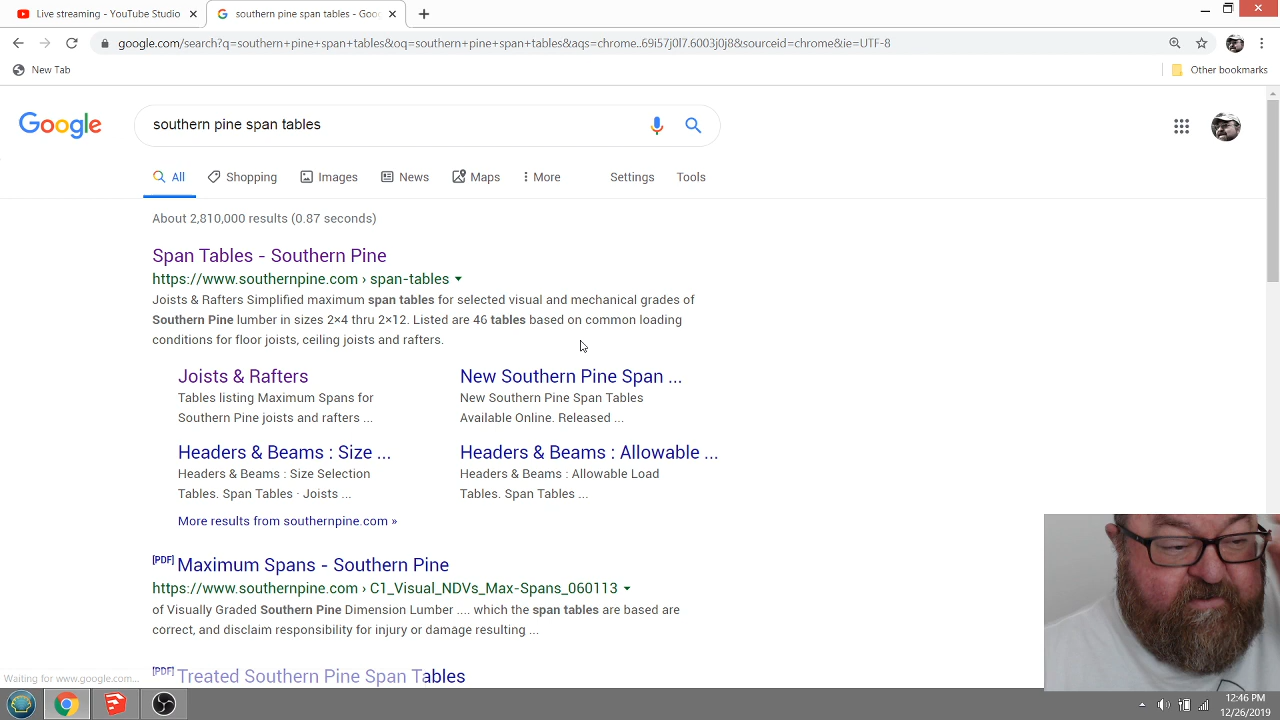 Live streaming - YouTube Studio
southern pine span tables - Goo
google.com/search?q=southern+pine+span+tables&oq=southern+pine+span+tables&aqs=chrome..69i57j0l7.6003j0j8&sourceid=chrome&ie=UTF-8
New Tab
Other bookmarks
Google
southern pine span tables
All
Shopping
Images
News
Maps
More
Settings
Tools
About 2,810,000 results (0.87 seconds)
Span Tables - Southern Pine
https://www.southernpine.com › span-tables
Joists & Rafters Simplified maximum span tables for selected visual and mechanical grades of
Southern Pine lumber in sizes 2×4 thru 2×12. Listed are 46 tables based on common loading
conditions for floor joists, ceiling joists and rafters.
Joists & Rafters
Tables listing Maximum Spans for
Southern Pine joists and rafters ...
New Southern Pine Span ...
New Southern Pine Span Tables
Available Online. Released ...
Headers & Beams : Size ...
Headers & Beams : Size Selection
Tables. Span Tables · Joists ...
Headers & Beams : Allowable ...
Headers & Beams : Allowable Load
Tables. Span Tables ...
More results from southernpine.com »
[PDF] Maximum Spans - Southern Pine
https://www.southernpine.com › C1_Visual_NDVs_Max-Spans_060113
of Visually Graded Southern Pine Dimension Lumber .... which the span tables are based are
correct, and disclaim responsibility for injury or damage resulting ...
[PDF] Treated Southern Pine Span Tables
Waiting for www.google.com...
12:46 PM
12/26/2019